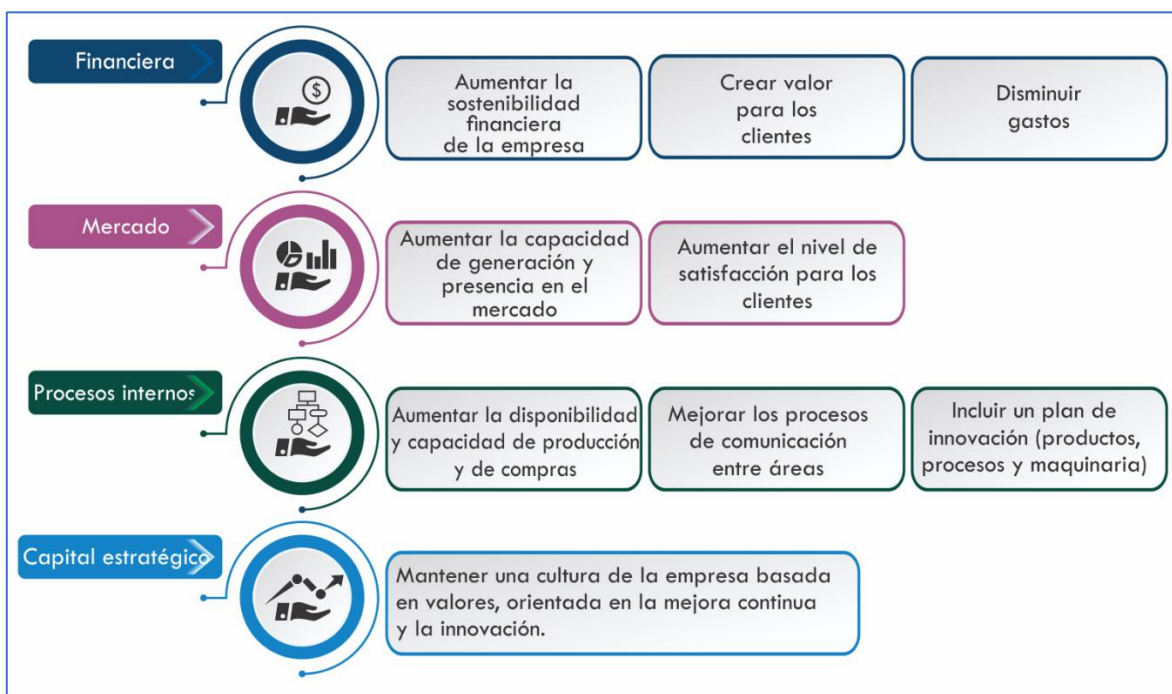 Financiera
$
Aumentar la
sostenibilidad
financiera
de la empresa
Crear valor
para los
clientes
Disminuir
gastos
Mercado
Aumentar la capacidad
de generación y
presencia en el
mercado
Aumentar el nivel de
satisfacción para los
clientes
Procesos internos
Aumentar la disponibilidad
y capacidad de producción
y de compras
Mejorar los procesos
de comunicación
entre áreas
Incluir un plan de
innovación (productos,
procesos y maquinaria)
Capital estratégico
Mantener una cultura de la empresa basada
en valores, orientada en la mejora continua
y la innovación.